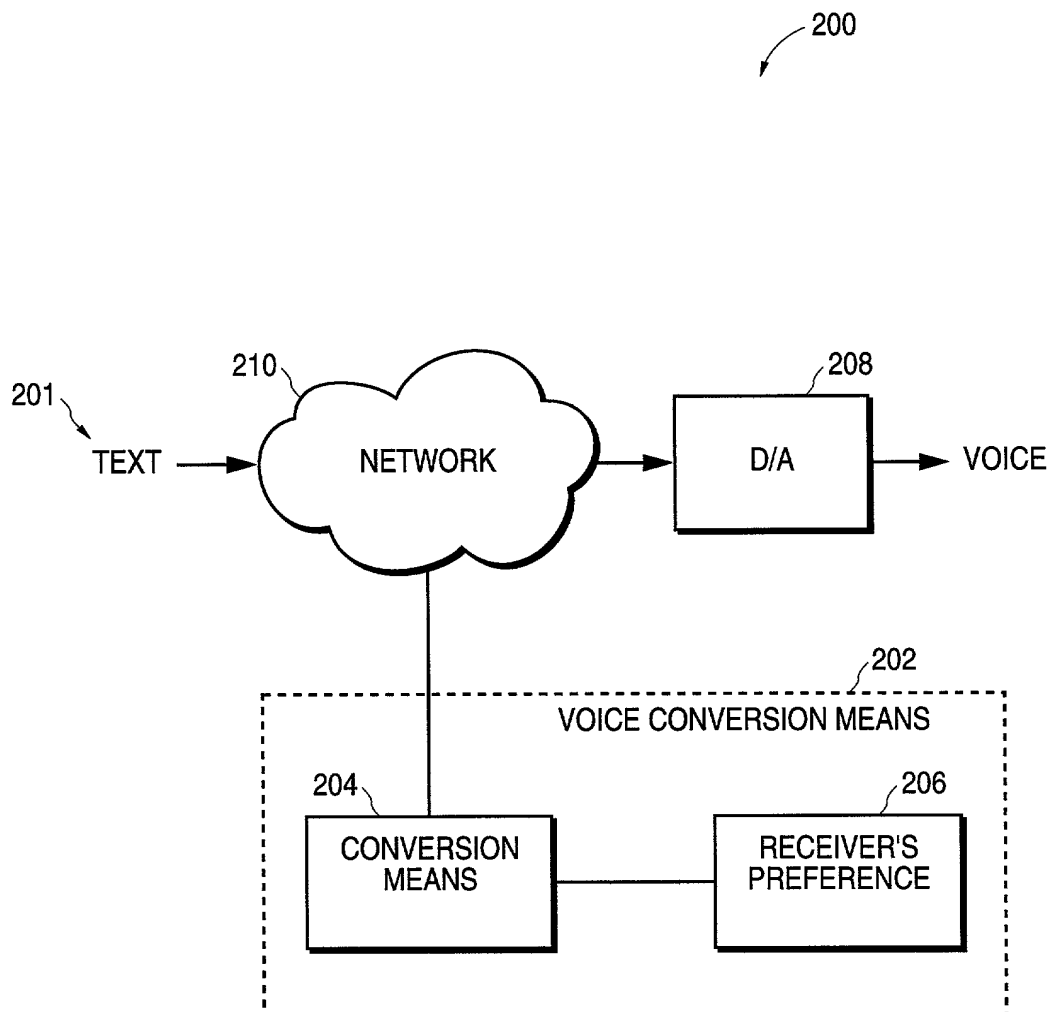 200
210
208
201
TEXT
NETWORK
D/A
VOICE
202
VOICE CONVERSION MEANS
204
206
CONVERSION
MEANS
RECEIVER'S
PREFERENCE